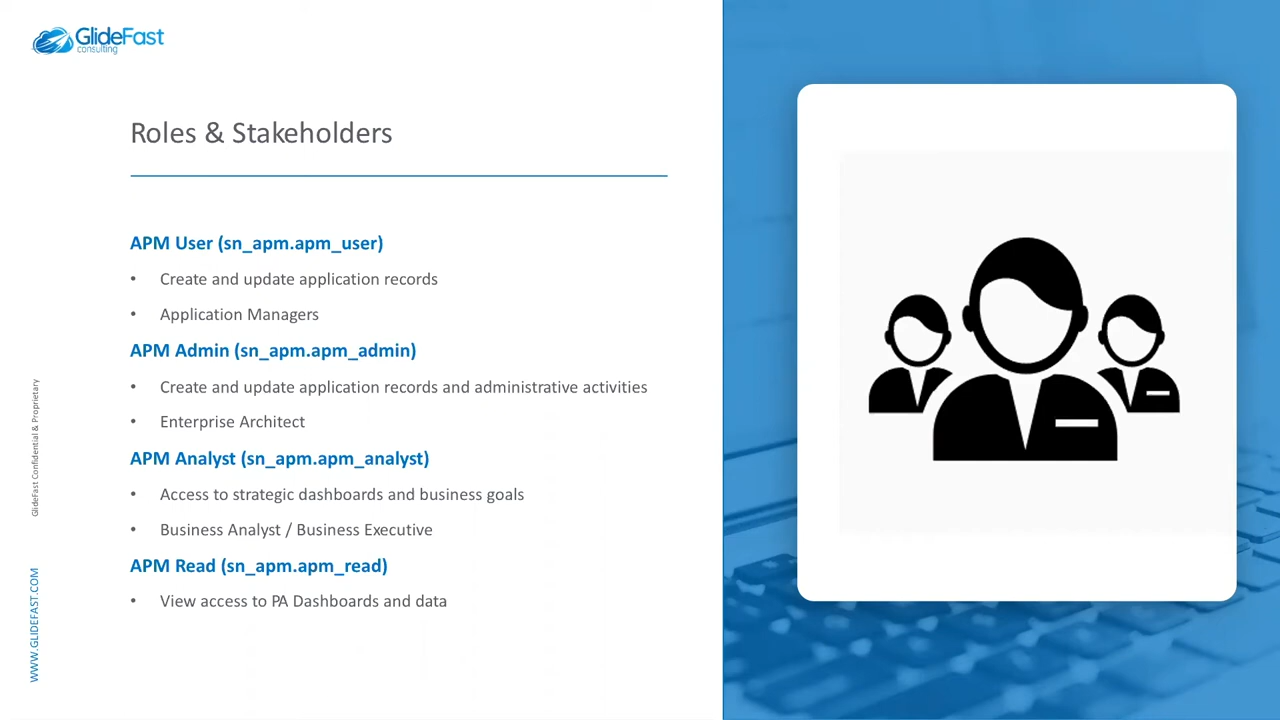 GlideFast
consulting
Roles & Stakeholders
APM User (sn_apm.apm_user)
• Create and update application records
• Application Managers
APM Admin (sn_apm.apm_admin)
• Create and update application records and administrative activities
• Enterprise Architect
APM Analyst (sn_apm.apm_analyst)
• Access to strategic dashboards and business goals
• Business Analyst / Business Executive
APM Read (sn_apm.apm_read)
• View access to PA Dashboards and data
GlideFast Confidential & Proprietary
WWW.GLIDEFAST.COM